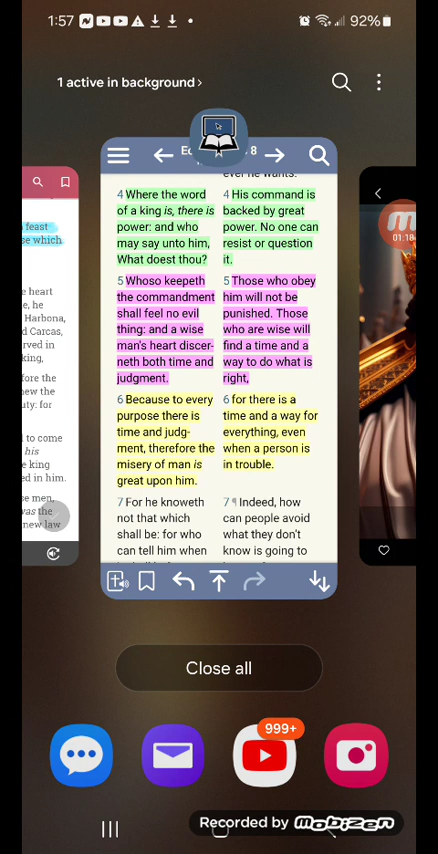 1:57
92%
1 active in background >
8
ever he wants.
4 Where the word
of a king is, there is
power: and who
may say unto him,
What doest thou?
5 Whoso keepeth
the commandment
shall feel no evil
thing: and a wise
man's heart discer-
neth both time and
judgment.
6 Because to every
purpose there is
time and judg-
ment, therefore the
misery of man is
great upon him.
7 For he knoweth
not that which
shall be: for who
can tell him when
4 His command is
backed by great
power. No one can
resist or question
it.
5 Those who obey
him will not be
punished. Those
who are wise will
find a time and a
way to do what is
right,
6 for there is a
time and a way for
everything, even
when a person is
in trouble.
7 ¶ Indeed, how
can people avoid
what they don't
know is going to
feast
se which
e heart
e, he
Harbona,
d Carcas,
rved in
king,
fore the
new the
uty: for
d to come
his
e king
ed in him.
se men,
was the
new law
01:18
Close all
999+
Recorded by mobizen